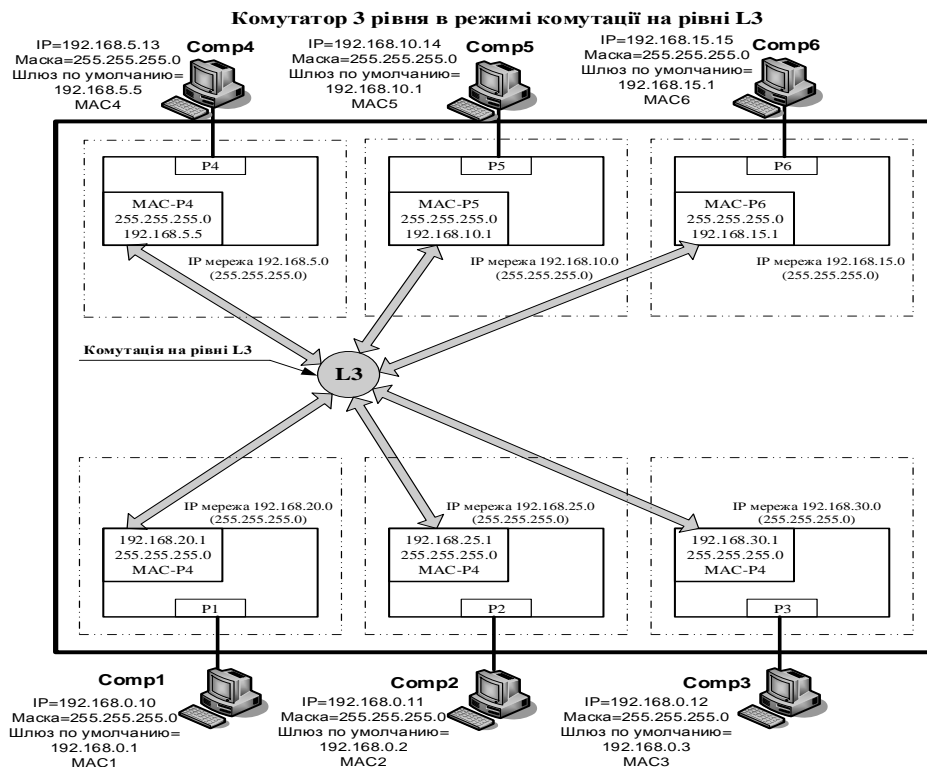 Комутатор 3 рівня в режимі комутації на рівні L3
Comp4
IP=192.168.5.13
Маска=255.255.255.0
Шлюз по умолчанию=
192.168.5.5
MAC4
Comp5
IP=192.168.10.14
Маска=255.255.255.0
Шлюз по умолчанию=
192.168.10.1
MAC5
Comp6
IP=192.168.15.15
Маска=255.255.255.0
Шлюз по умолчанию=
192.168.15.1
MAC6
P4
MAC-P4
255.255.255.0
192.168.5.5
IP мережа 192.168.5.0
(255.255.255.0)
P5
MAC-P5
255.255.255.0
192.168.10.1
IP мережа 192.168.10.0
(255.255.255.0)
P6
MAC-P6
255.255.255.0
192.168.15.1
IP мережа 192.168.15.0
(255.255.255.0)
Комутація на рівні L3
L3
IP мережа 192.168.20.0
(255.255.255.0)
192.168.20.1
255.255.255.0
MAC-P4
P1
IP мережа 192.168.25.0
(255.255.255.0)
192.168.25.1
255.255.255.0
MAC-P4
P2
IP мережа 192.168.30.0
(255.255.255.0)
192.168.30.1
255.255.255.0
MAC-P4
P3
Comp1
IP=192.168.0.10
Маска=255.255.255.0
Шлюз по умолчанию=
192.168.0.1
MAC1
Comp2
IP=192.168.0.11
Маска=255.255.255.0
Шлюз по умолчанию=
192.168.0.2
MAC2
Comp3
IP=192.168.0.12
Маска=255.255.255.0
Шлюз по умолчанию=
192.168.0.3
MAC3